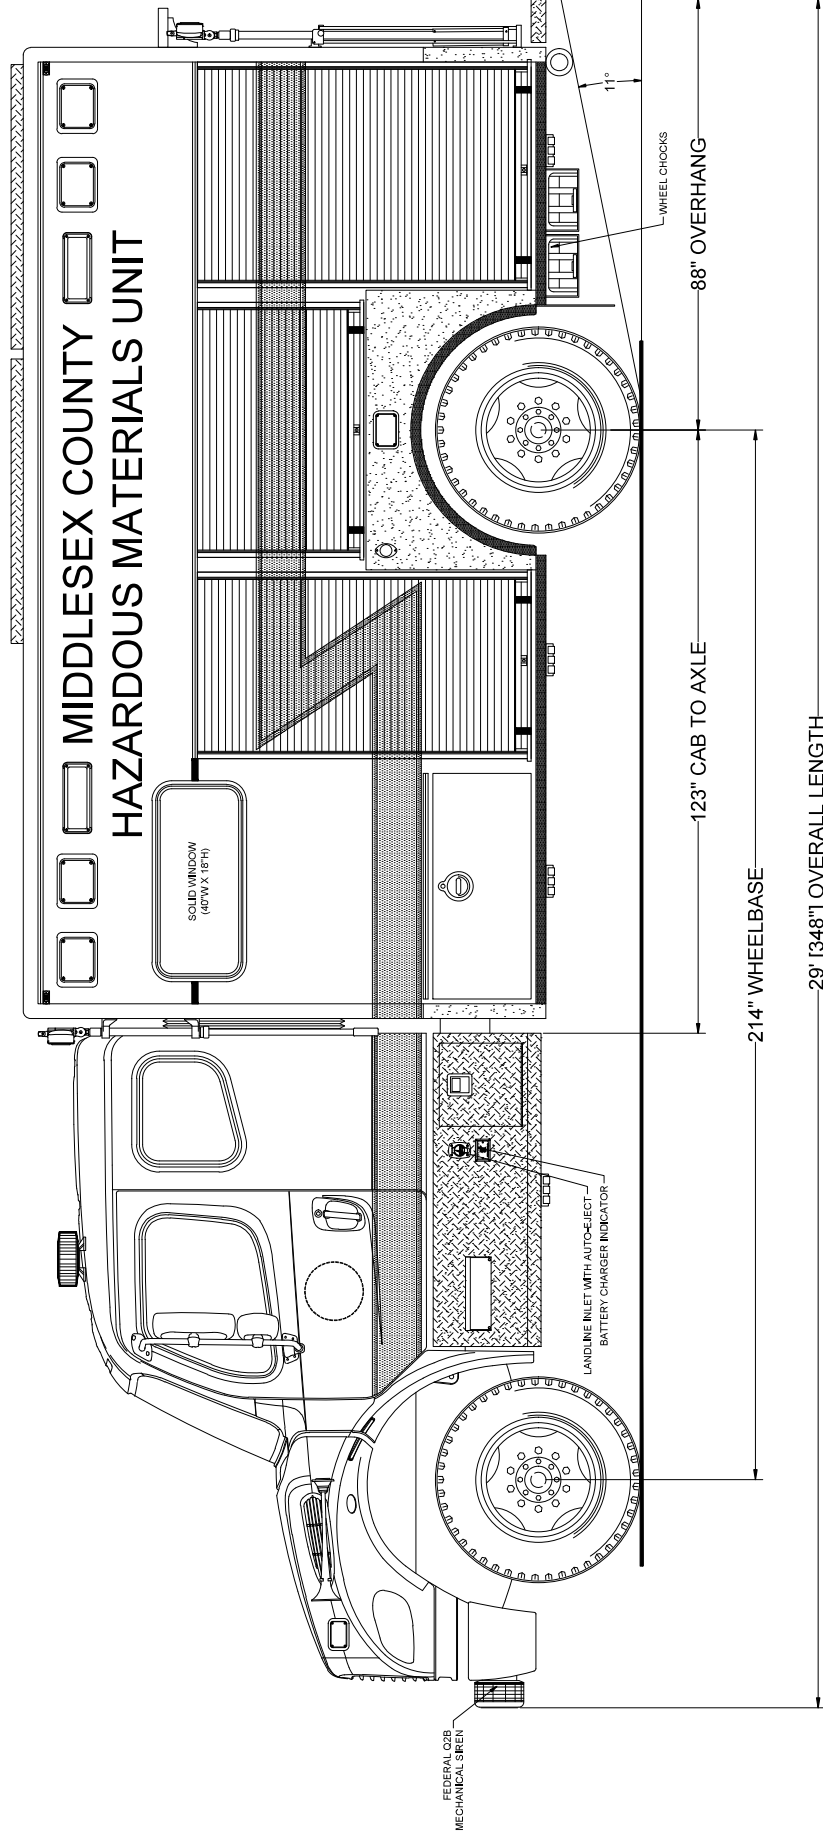 MIDDLESEX COUNTY
HAZARDOUS MATERIALS UNIT
SOLID WINDOW
(40"W X 18"H)
11°
WHEEL CHOCKS
LANDLINE INLET WITH AUTO-EJECT
BATTERY CHARGER INDICATOR
FEDERAL Q2B
MECHANICAL SIREN
88" OVERHANG
123" CAB TO AXLE
214" WHEELBASE
29' [348"] OVERALL LENGTH